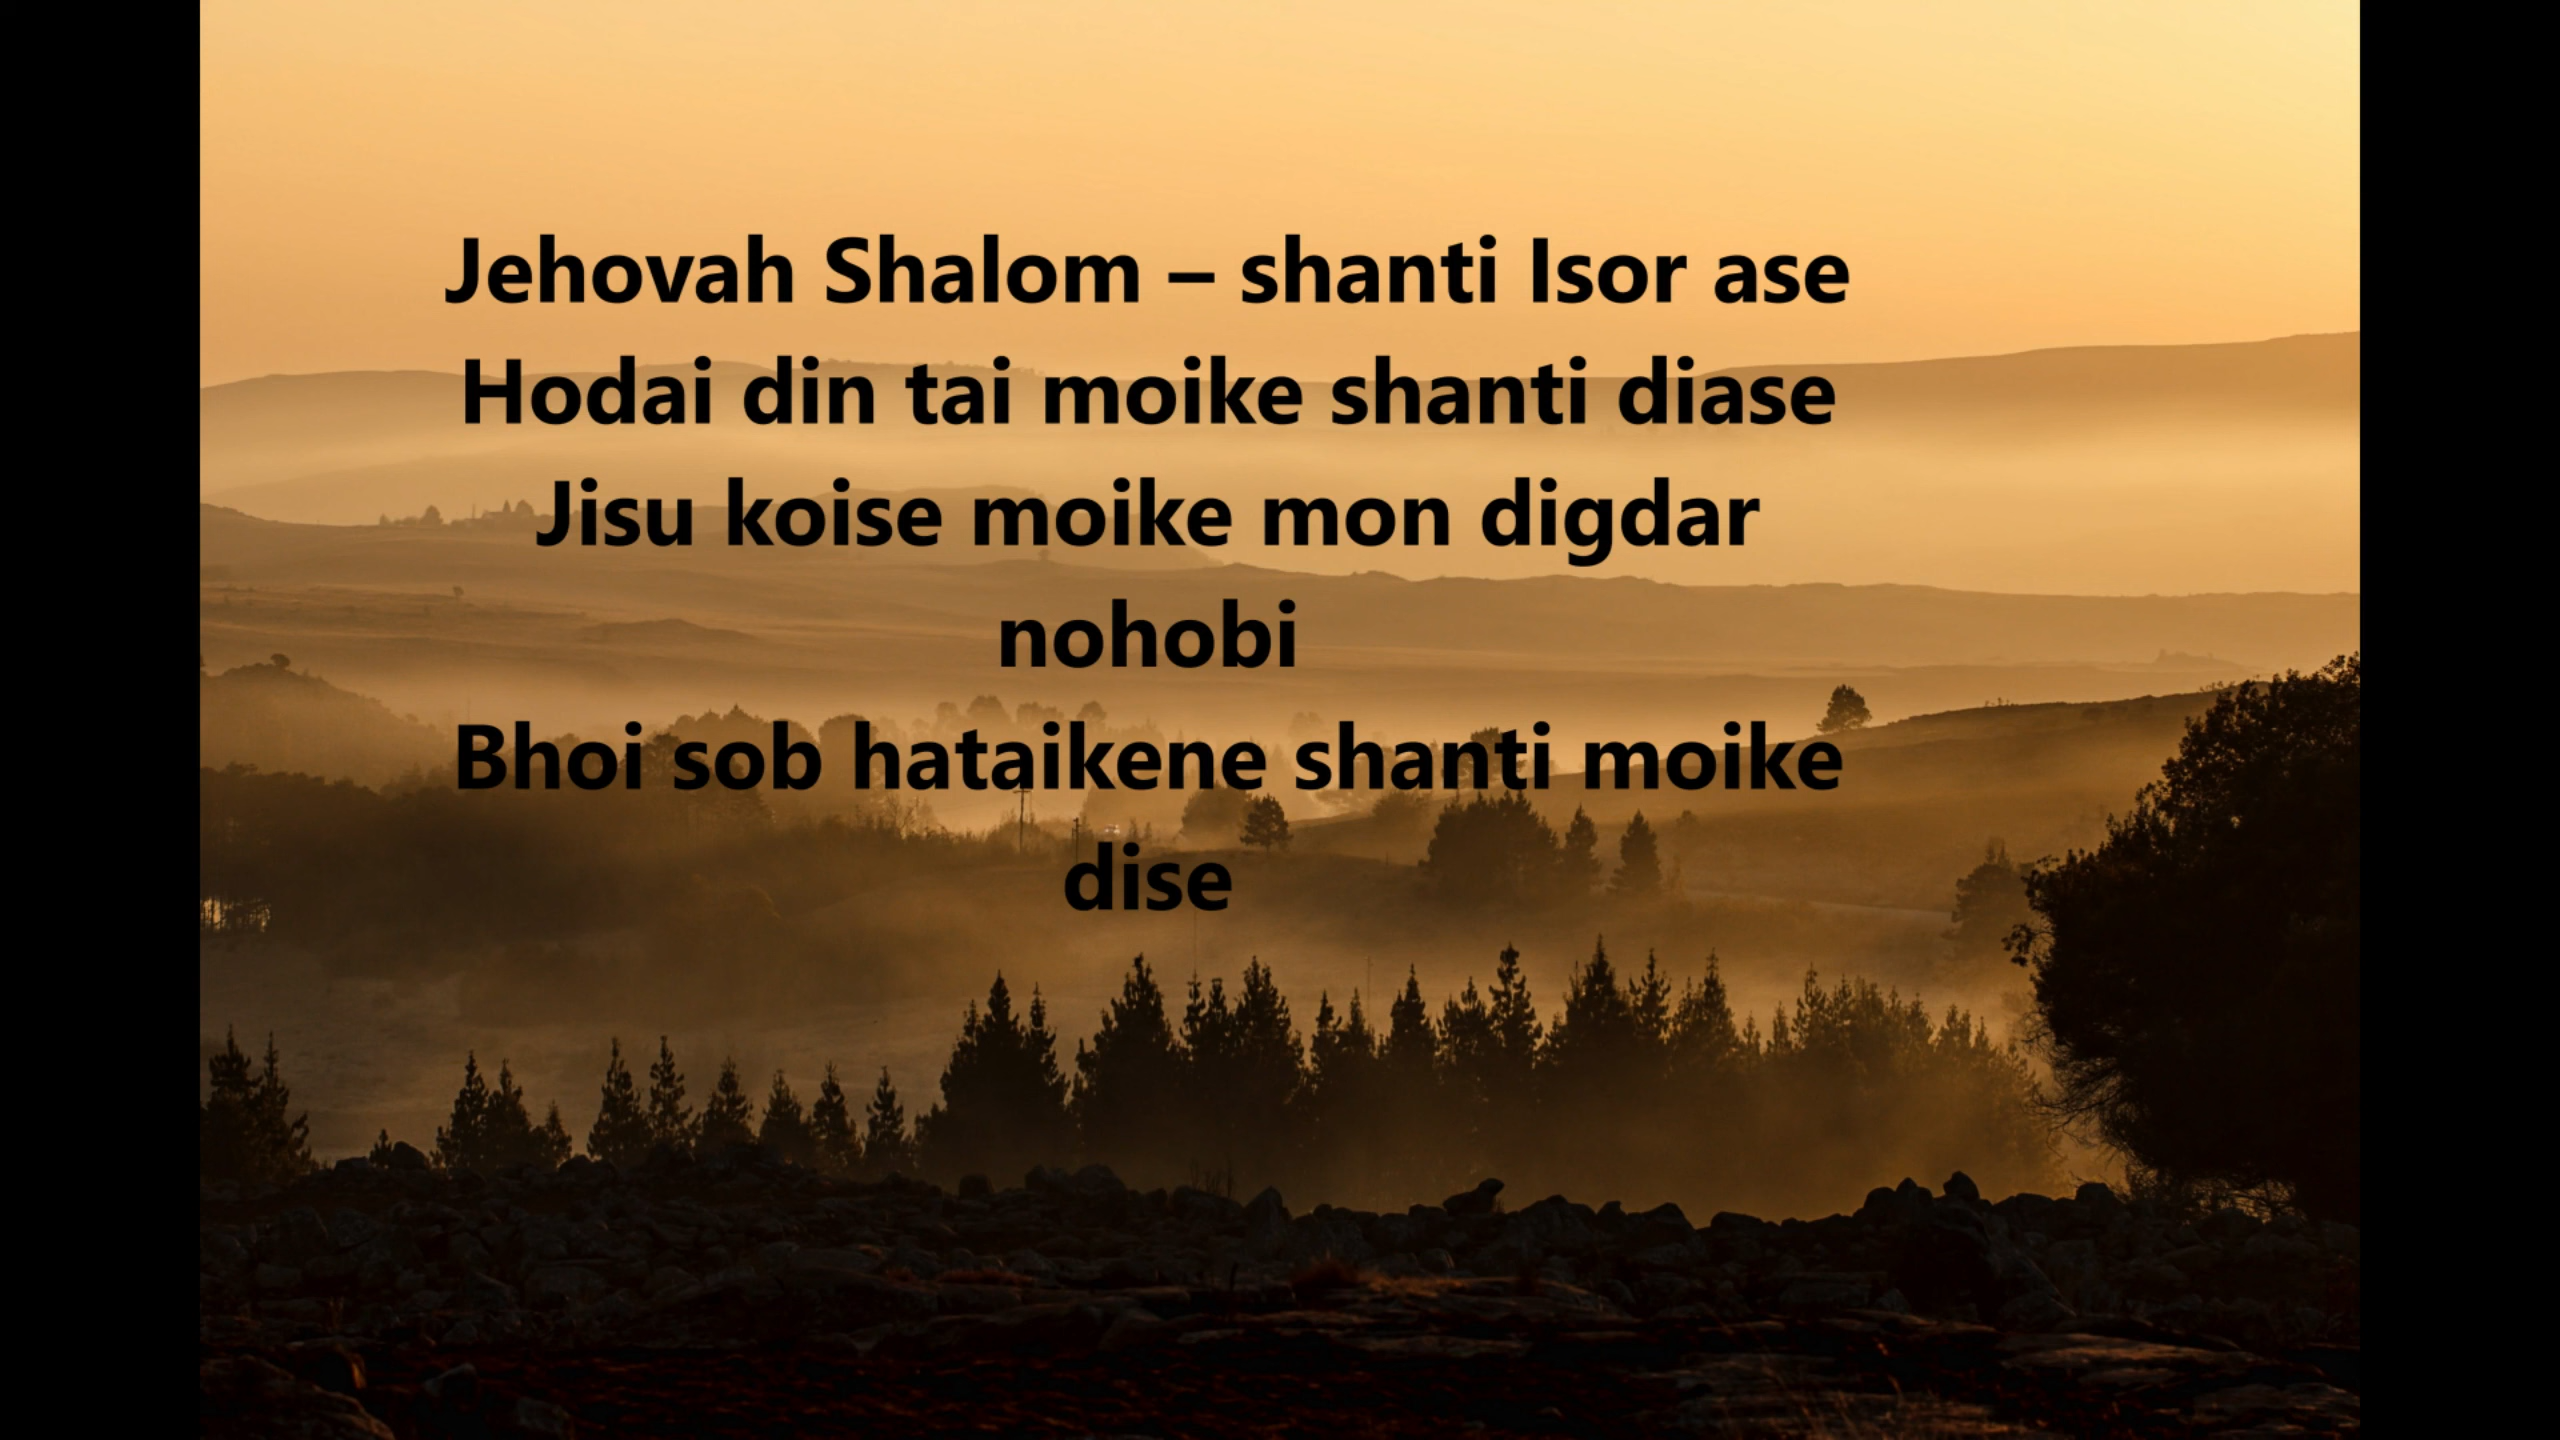 Jehovah Shalom – shanti Isor ase
Hodai din tai moike shanti diase
Jisu koise moike mon digdar
nohobi
Bhoi sob hataikene shanti moike
dise